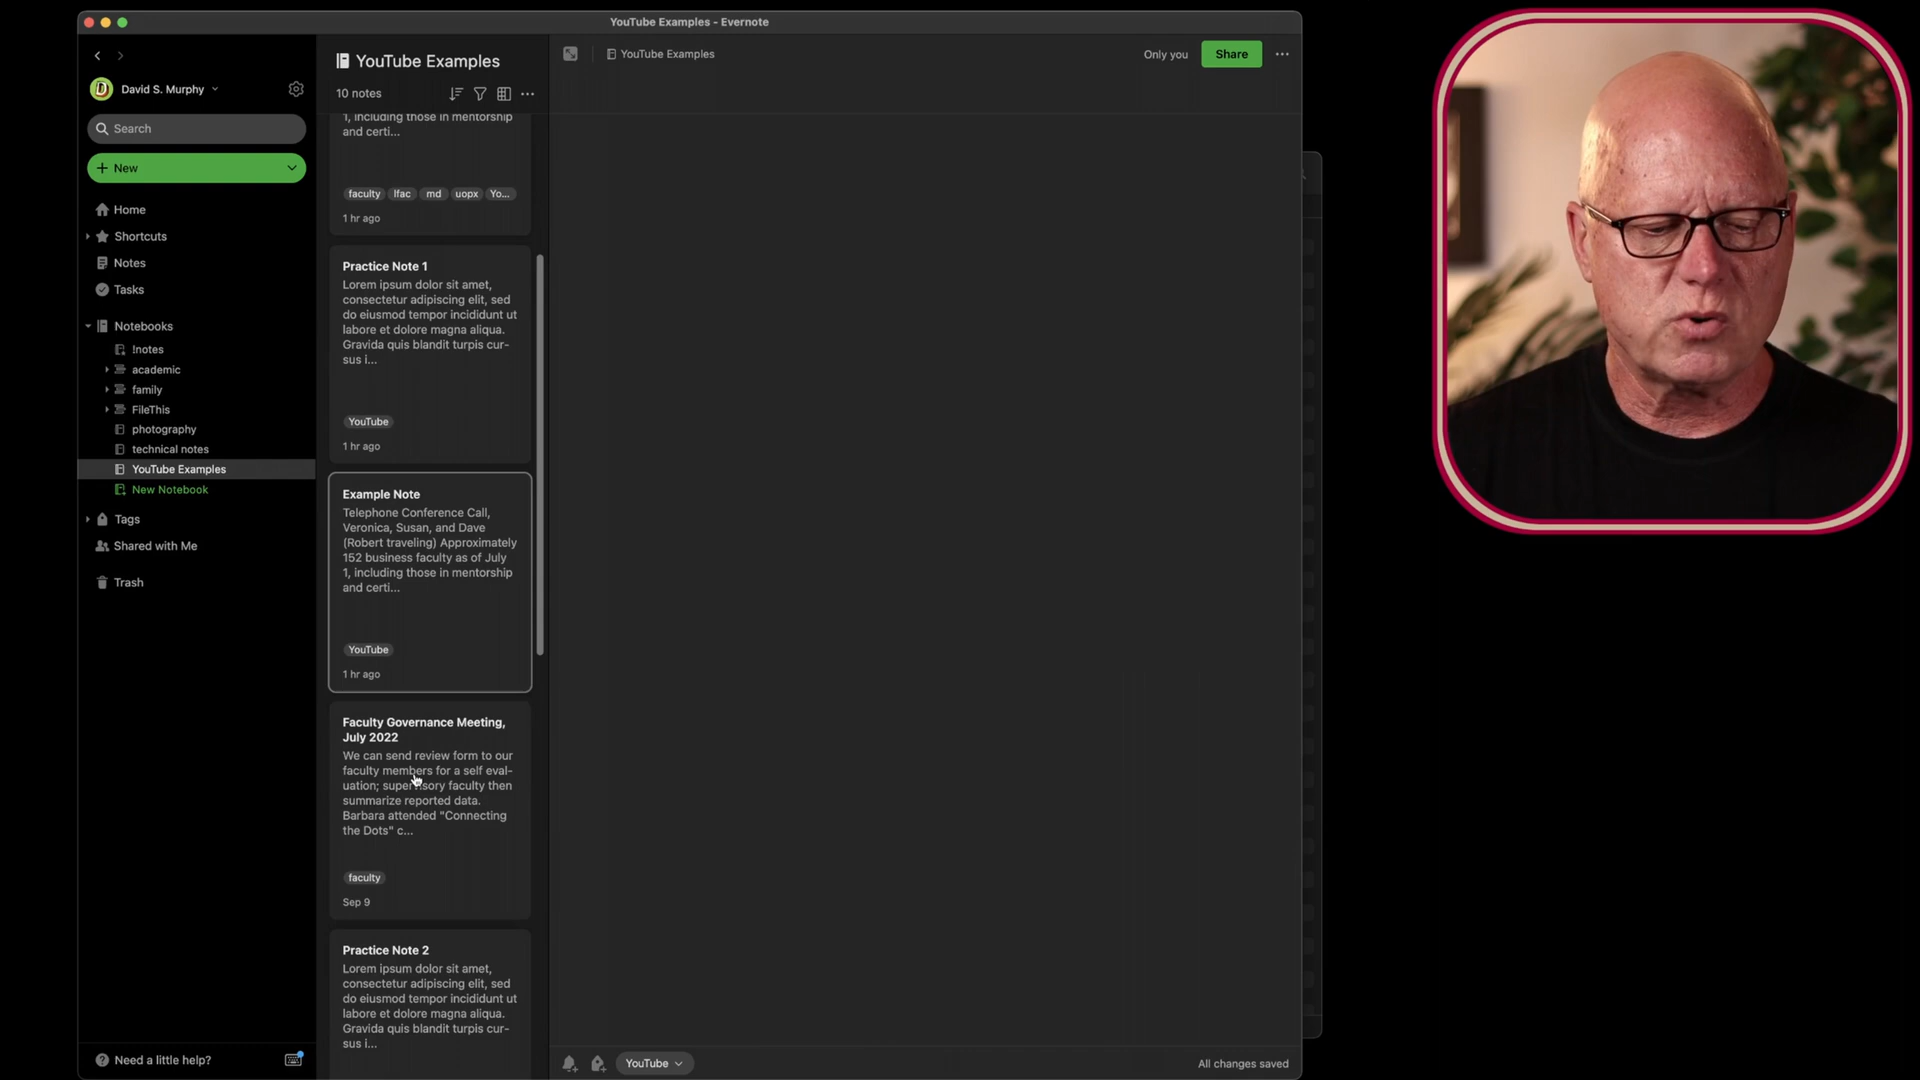 YouTube Examples - Evernote
David S. Murphy
Search
New
Home
Shortcuts
Notes
Tasks
Notebooks
!notes
academic
family
FileThis
photography
technical notes
YouTube Examples
New Notebook
Tags
Shared with Me
Trash
Need a little help?
YouTube Examples
10 notes
1, including those in mentorship
and certi...
faculty lfac md uopx Yo...
1 hr ago
Practice Note 1
Lorem ipsum dolor sit amet,
consectetur adipiscing elit, sed
do eiusmod tempor incididunt ut
labore et dolore magna aliqua.
Gravida quis blandit turpis cur-
sus i...
YouTube
1 hr ago
Example Note
Telephone Conference Call,
Veronica, Susan, and Dave
(Robert traveling) Approximately
152 business faculty as of July
1, including those in mentorship
and certi...
YouTube
1 hr ago
Faculty Governance Meeting,
July 2022
We can send review form to our
faculty members for a self eval-
uation; supervisory faculty then
summarize reported data.
Barbara attended "Connecting
the Dots" c...
faculty
Sep 9
Practice Note 2
Lorem ipsum dolor sit amet,
consectetur adipiscing elit, sed
do eiusmod tempor incididunt ut
labore et dolore magna aliqua.
Gravida quis blandit turpis cur-
sus i...
YouTube Examples
Only you
Share
YouTube
All changes saved